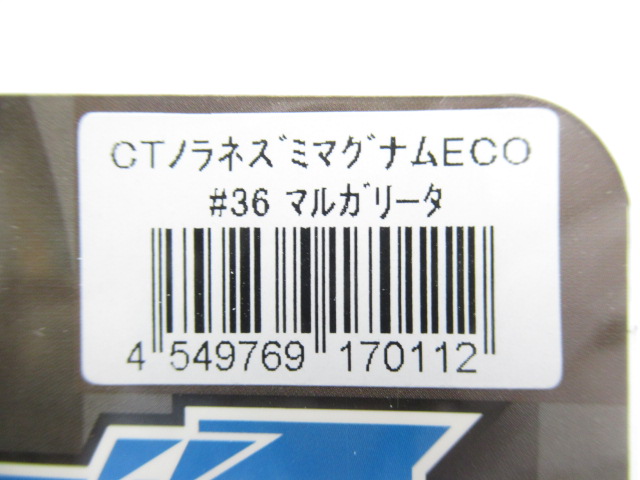 CTﾉﾗﾈｽﾞﾐﾏｸﾞﾅﾑECO
#36 ﾏﾙｶﾞﾘｰﾀ
4 549769 170112